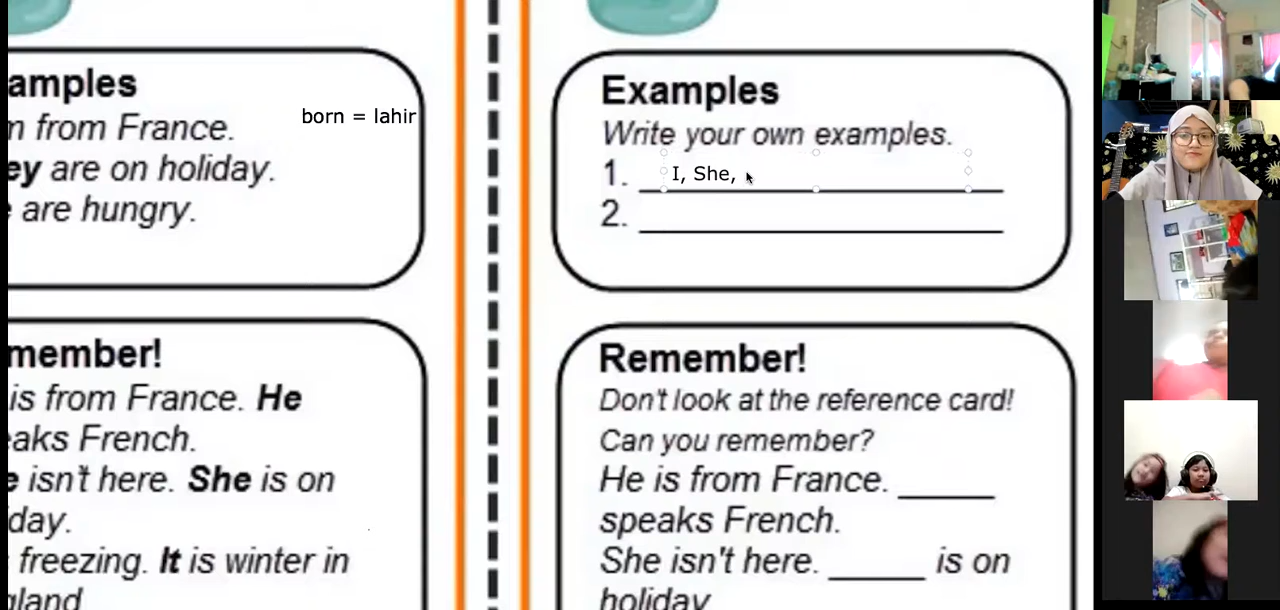 amples
m from France.
born = lahir
ey are on holiday.
are hungry.
member!
is from France. He
eaks French.
e isn't here. She is on
iday.
freezing. It is winter in
gland
Examples
Write your own examples.
1. I, She,
2.
Remember!
Don't look at the reference card!
Can you remember?
He is from France. ______
speaks French.
She isn't here. ______ is on
holiday